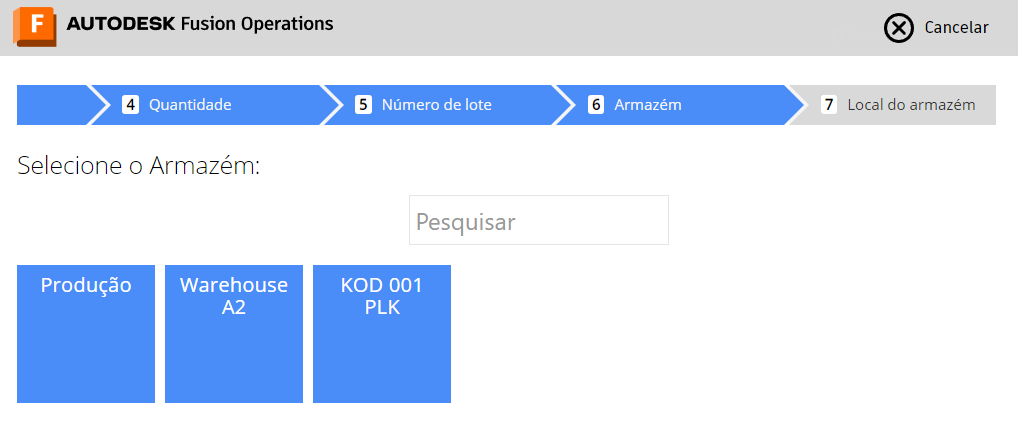 F AUTODESK Fusion Operations
Cancelar
4 Quantidade
5 Número de lote
6 Armazém
7 Local do armazém
Selecione o Armazém:
Pesquisar
Produção
Warehouse
A2
KOD 001
PLK